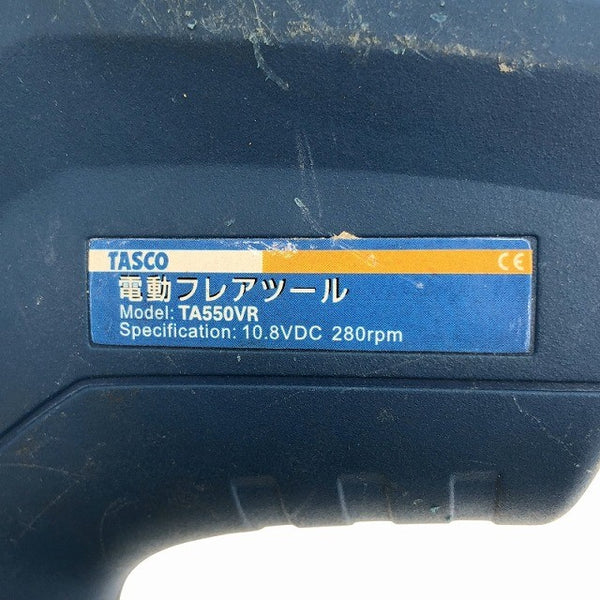 TASCO
CE
電動フレアツール
Model: TA550VR
Specification: 10.8VDC 280rpm